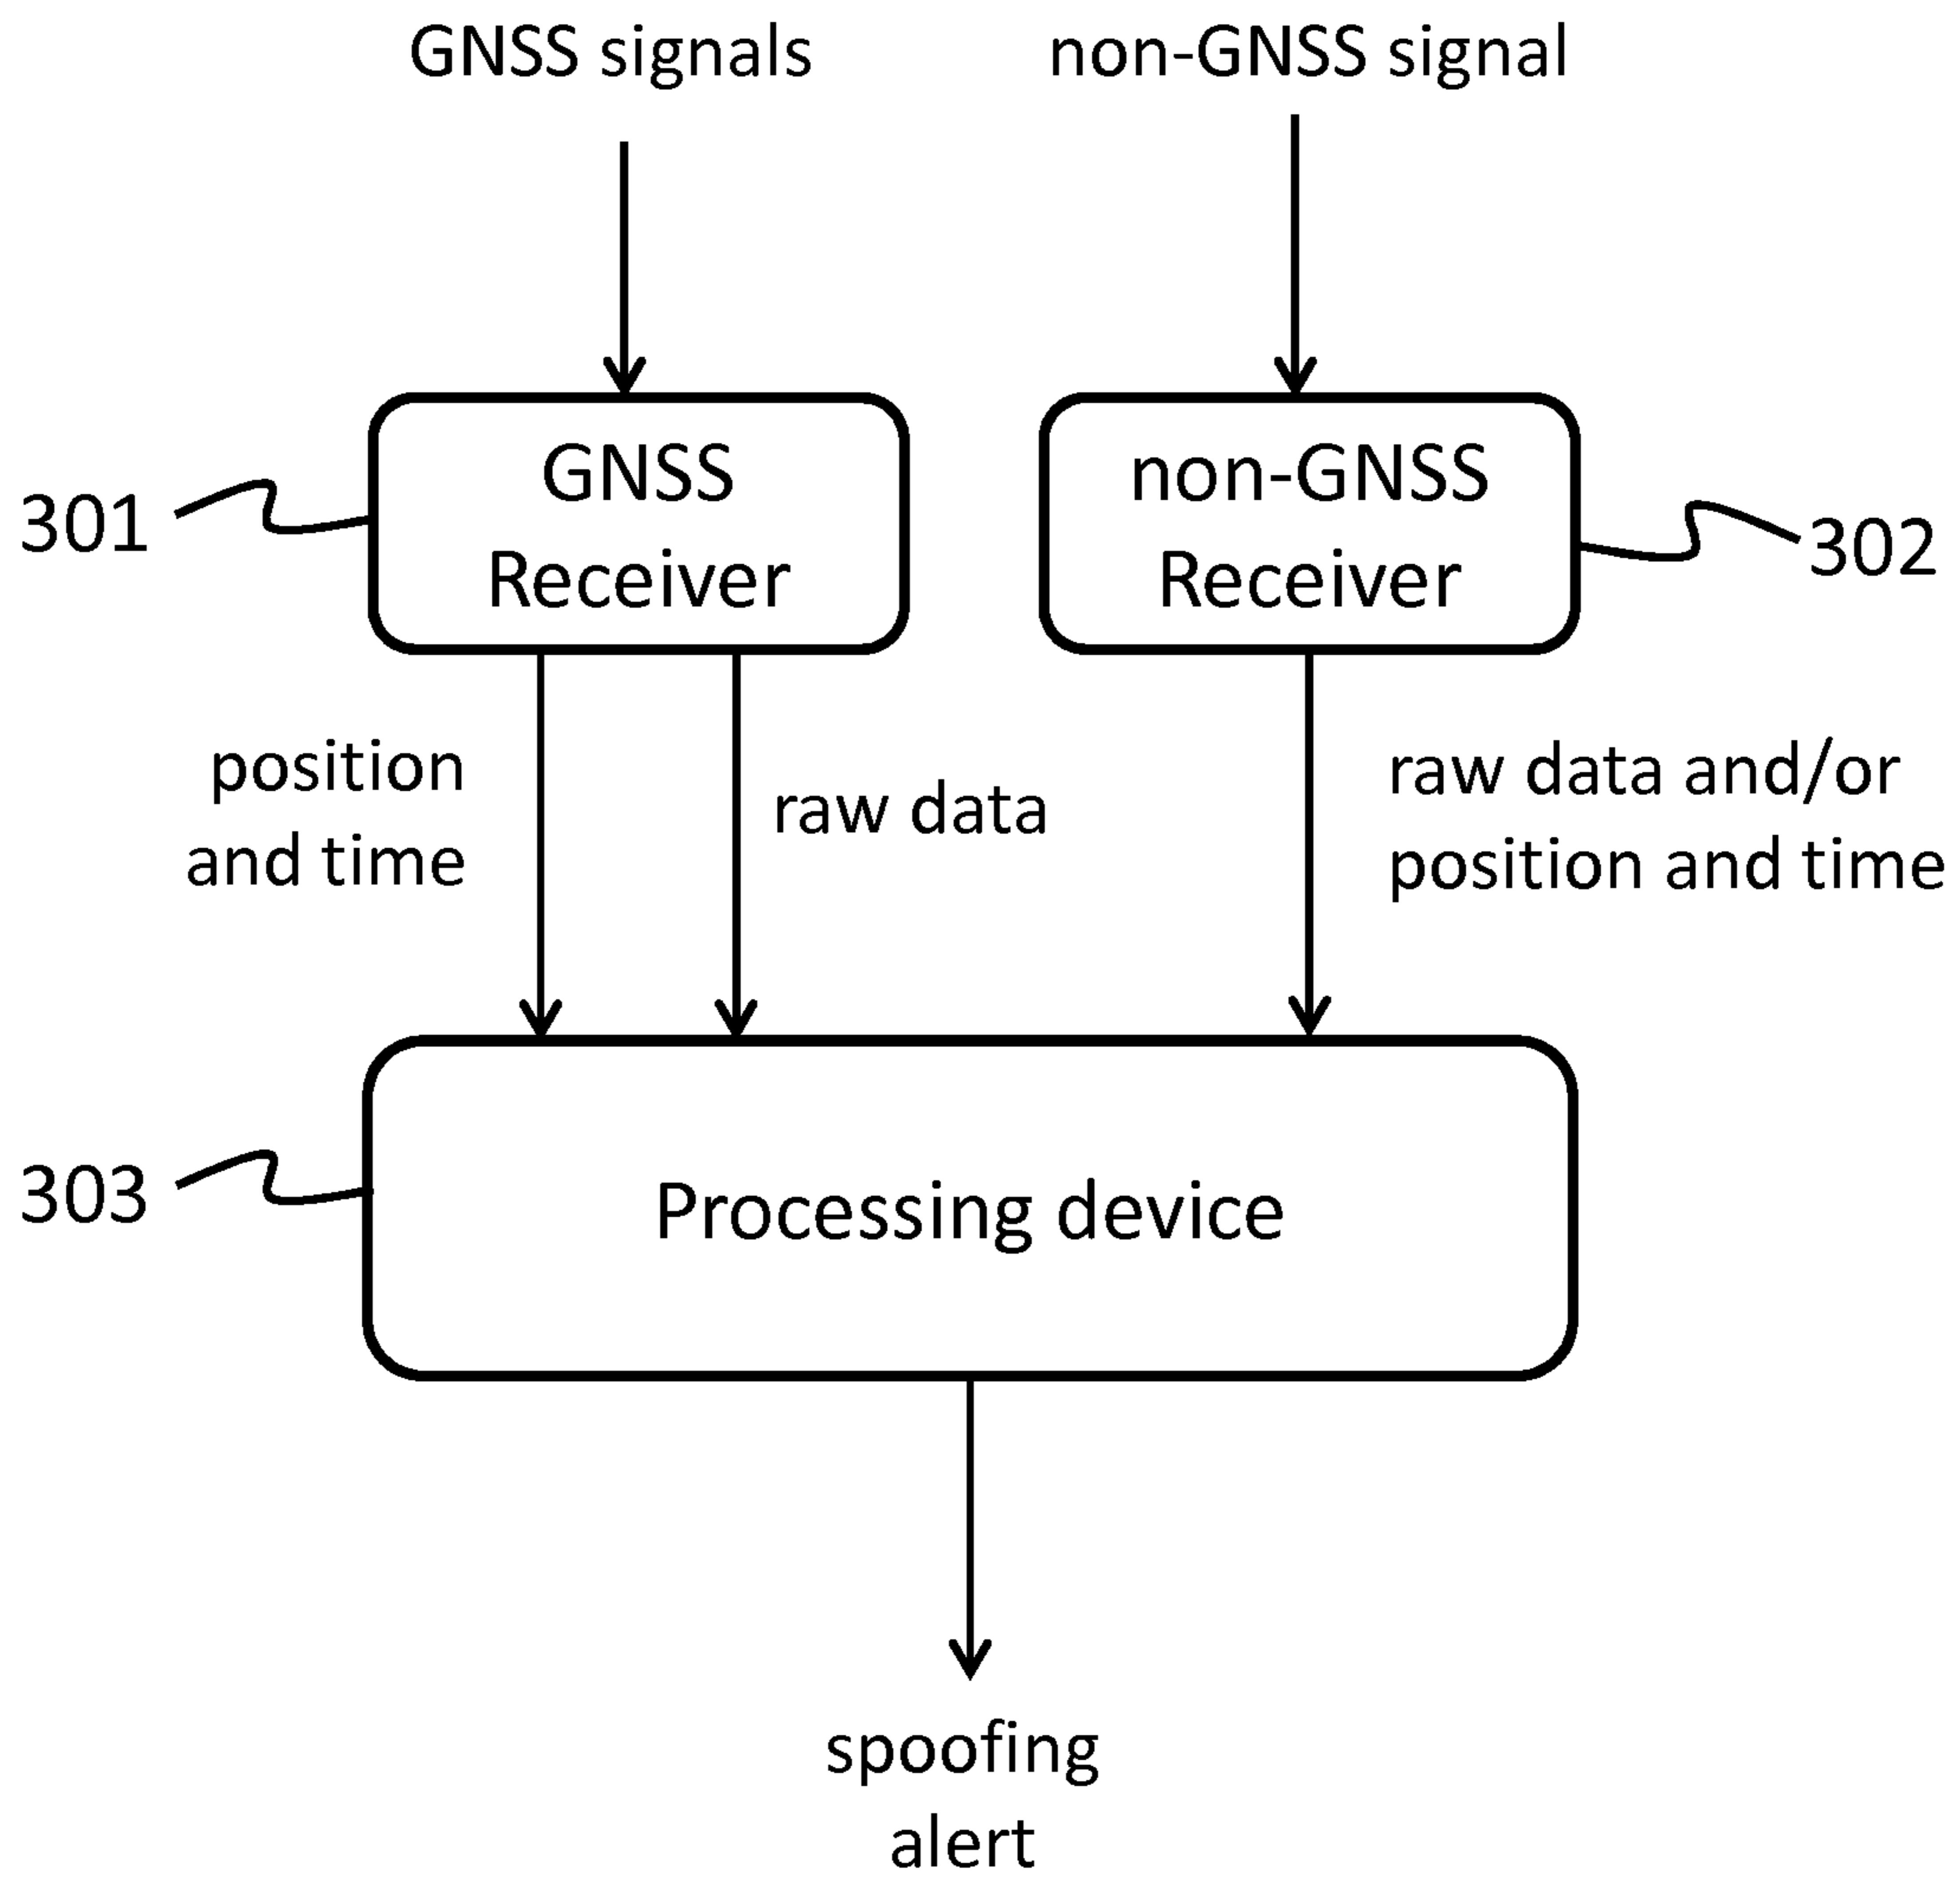 GNSS signals
non-GNSS signal
GNSS
Receiver
non-GNSS
Receiver
301
302
position
and time
raw data
raw data and/or
position and time
303
Processing device
spoofing
alert